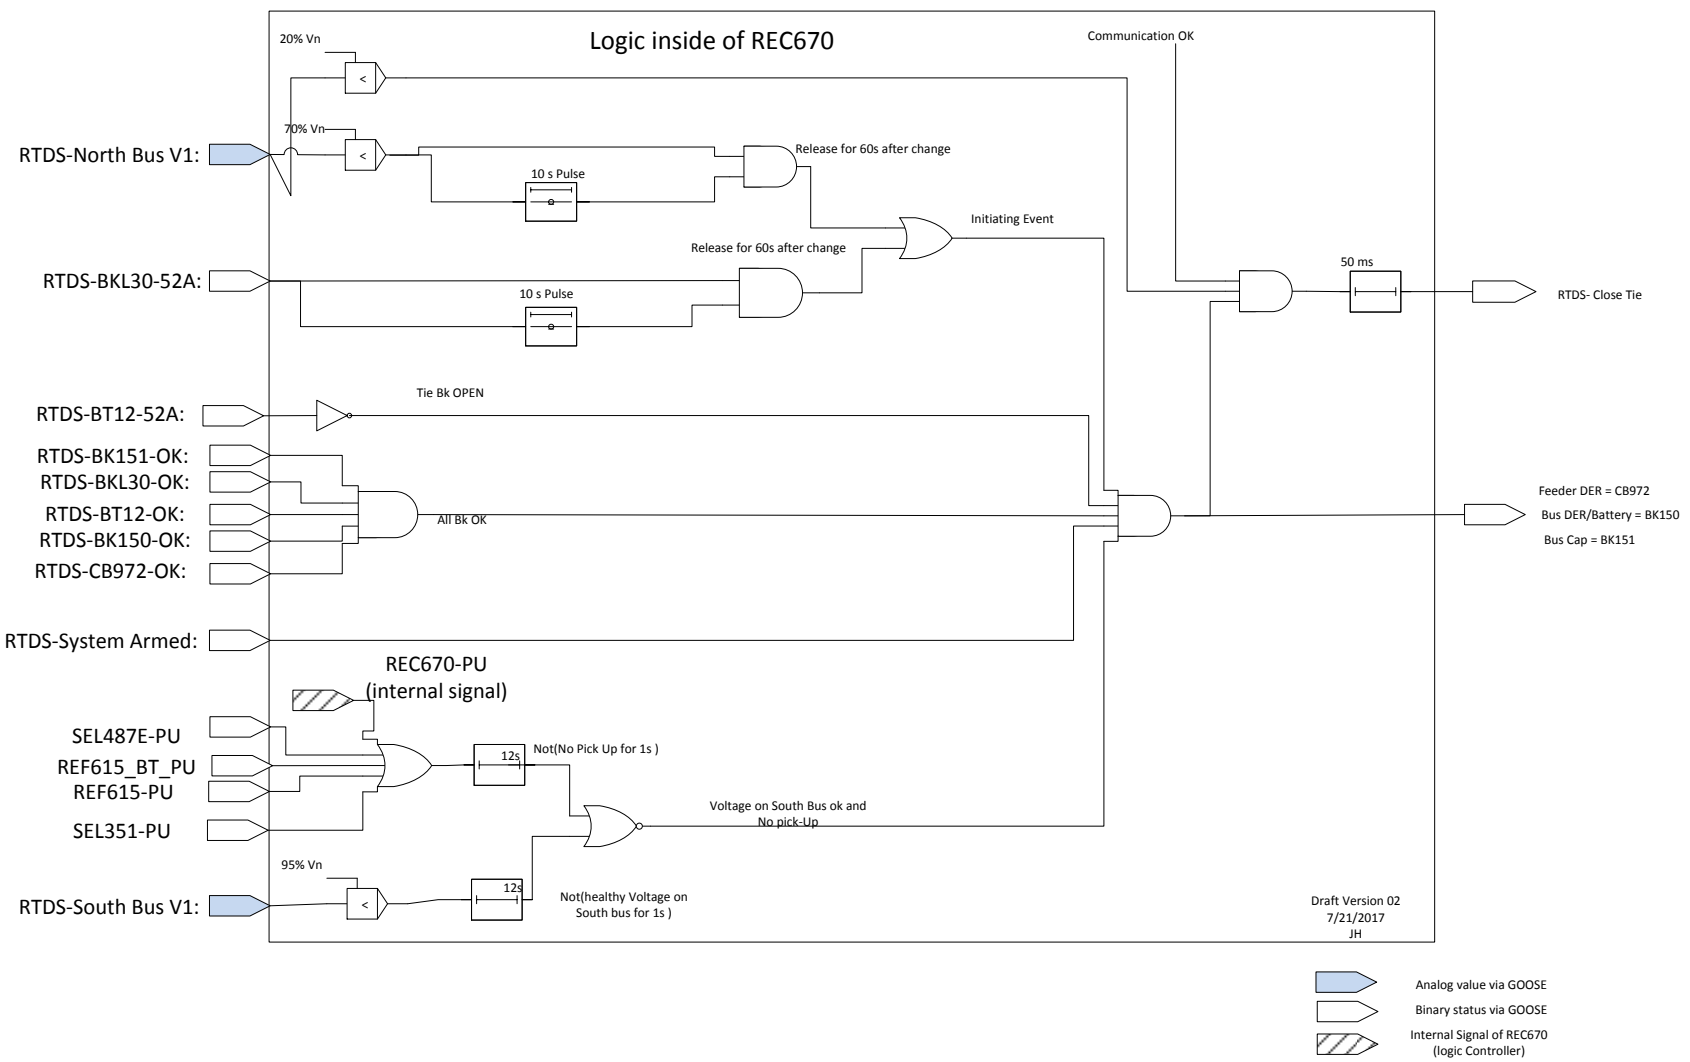 Logic inside of REC670
20% Vn
Communication OK
<
70% Vn
RTDS-North Bus V1:
<
Release for 60s after change
10 s Pulse
Initiating Event
Release for 60s after change
50 ms
RTDS-BKL30-52A:
10 s Pulse
RTDS- Close Tie
Tie Bk OPEN
RTDS-BT12-52A:
RTDS-BK151-OK:
RTDS-BKL30-OK:
RTDS-BT12-OK:
RTDS-BK150-OK:
RTDS-CB972-OK:
All Bk OK
Feeder DER = CB972
Bus DER/Battery = BK150
Bus Cap = BK151
RTDS-System Armed:
REC670-PU
(internal signal)
SEL487E-PU
REF615_BT_PU
REF615-PU
SEL351-PU
12s
Not(No Pick Up for 1s )
Voltage on South Bus ok and
No pick-Up
95% Vn
RTDS-South Bus V1:
<
12s
Not(healthy Voltage on
South bus for 1s )
Draft Version 02
7/21/2017
JH
Analog value via GOOSE
Binary status via GOOSE
Internal Signal of REC670
(logic Controller)